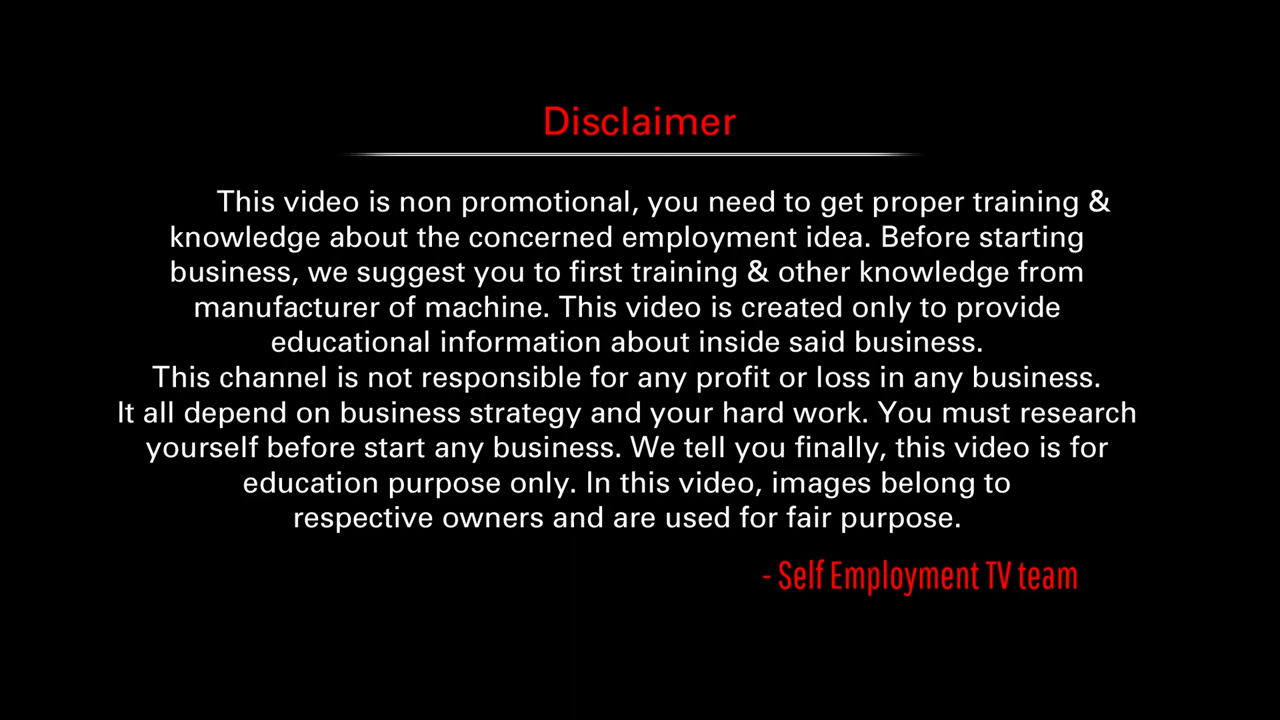 Disclaimer
This video is non promotional, you need to get proper training &
knowledge about the concerned employment idea. Before starting
business, we suggest you to first training & other knowledge from
manufacturer of machine. This video is created only to provide
educational information about inside said business.
This channel is not responsible for any profit or loss in any business.
It all depend on business strategy and your hard work. You must research
yourself before start any business. We tell you finally, this video is for
education purpose only. In this video, images belong to
respective owners and are used for fair purpose.
- Self Employment TV team